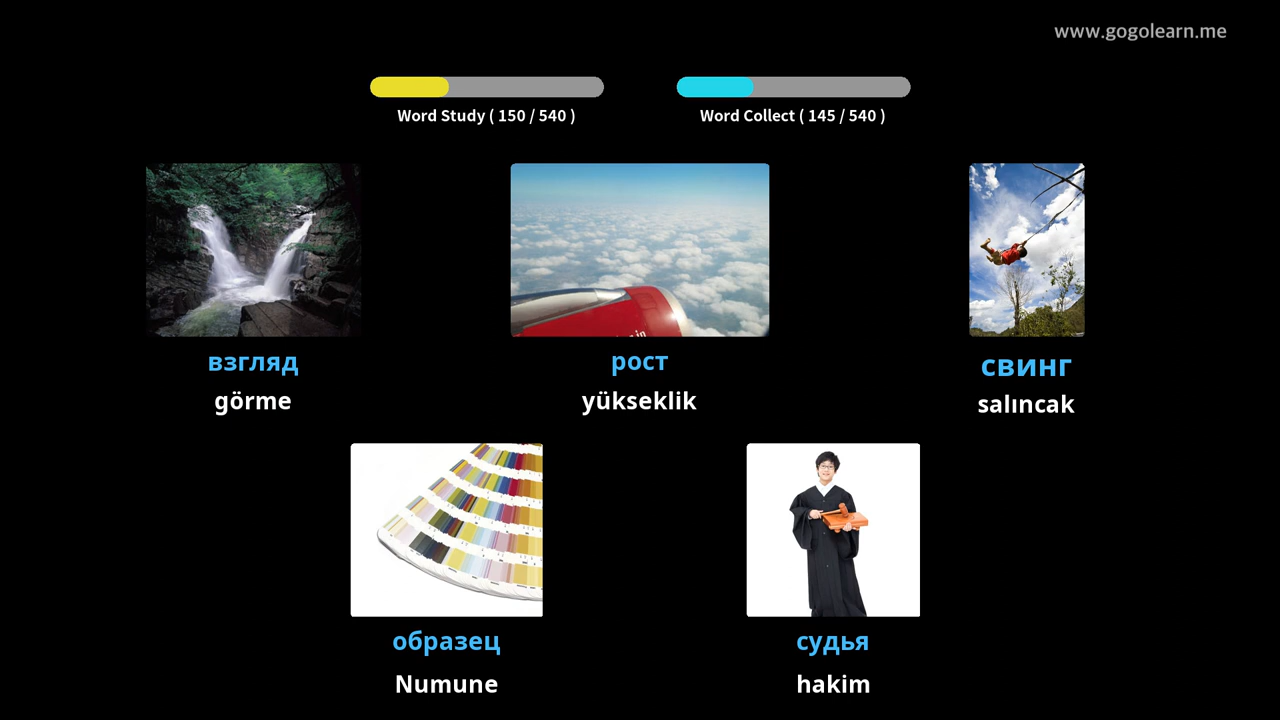 www.gogolearn.me
Word Study ( 150 / 540 )
Word Collect ( 145 / 540 )
взгляд
görme
рост
yükseklik
свинг
salıncak
образец
Numune
судья
hakim